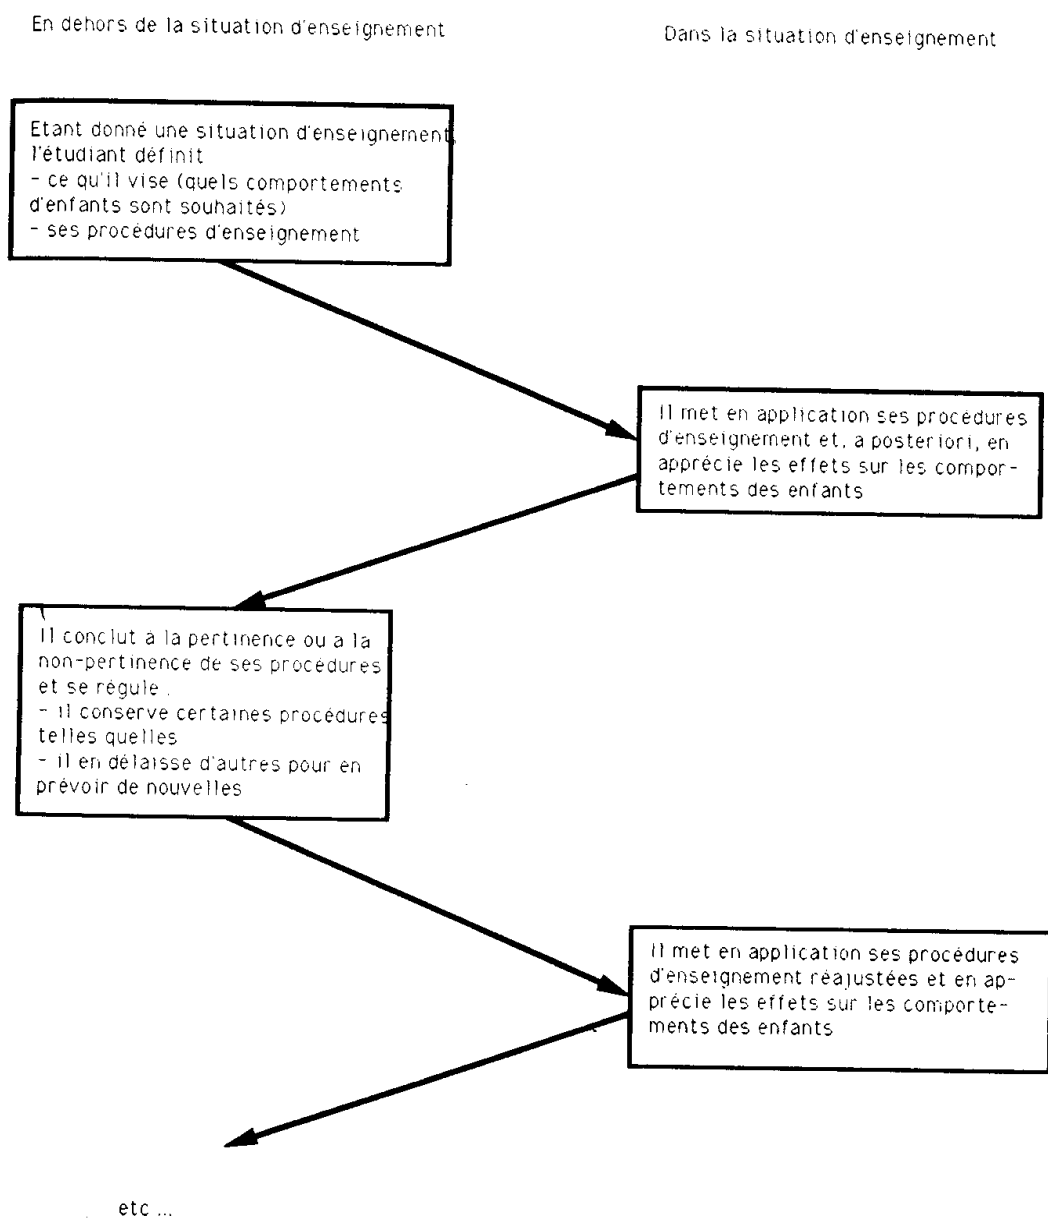 En dehors de la situation d'enseignement
Dans la situation d'enseignement
Etant donné une situation d'enseignement,
l'étudiant définit
- ce qu'il vise (quels comportements
d'enfants sont souhaités)
- ses procédures d'enseignement
Il met en application ses procédures
d'enseignement et, a posteriori, en
apprécie les effets sur les compor-
tements des enfants
Il conclut à la pertinence ou a la
non-pertinence de ses procédures
et se régule.
- il conserve certaines procédures
telles quelles
- il en délaisse d'autres pour en
prévoir de nouvelles
Il met en application ses procédures
d'enseignement réajustées et en ap-
précie les effets sur les comporte-
ments des enfants
etc ...